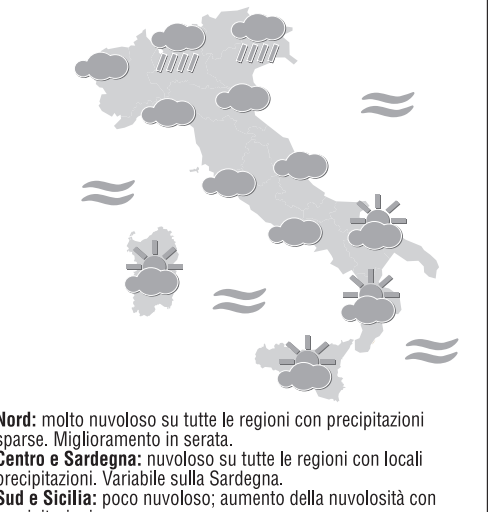 Nord: molto nuvoloso su tutte le regioni con precipitazioni
sparse. Miglioramento in serata.
Centro e Sardegna: nuvoloso su tutte le regioni con locali
precipitazioni. Variabile sulla Sardegna.
Sud e Sicilia: poco nuvoloso; aumento della nuvolosità con